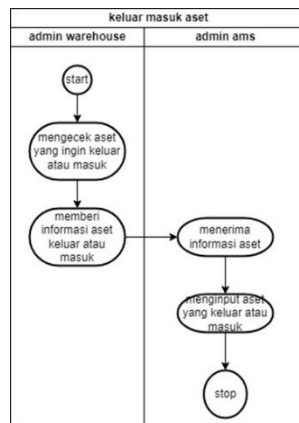 keluar masuk aset
admin warehouse
admin ams
start
mengecek aset
yang ingin keluar
atau masuk
memberi
informasi aset
keluar atau
masuk
menerima
informasi aset
menginput aset
yang keluar atau
masuk
stop